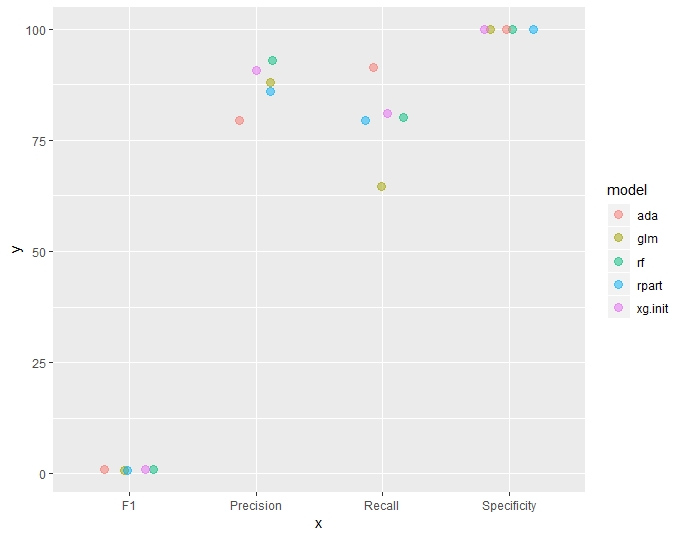 100
75
50
25
0
y
F1 Precision Recall Specificity
x
model
ada
glm
rf
rpart
xg.init